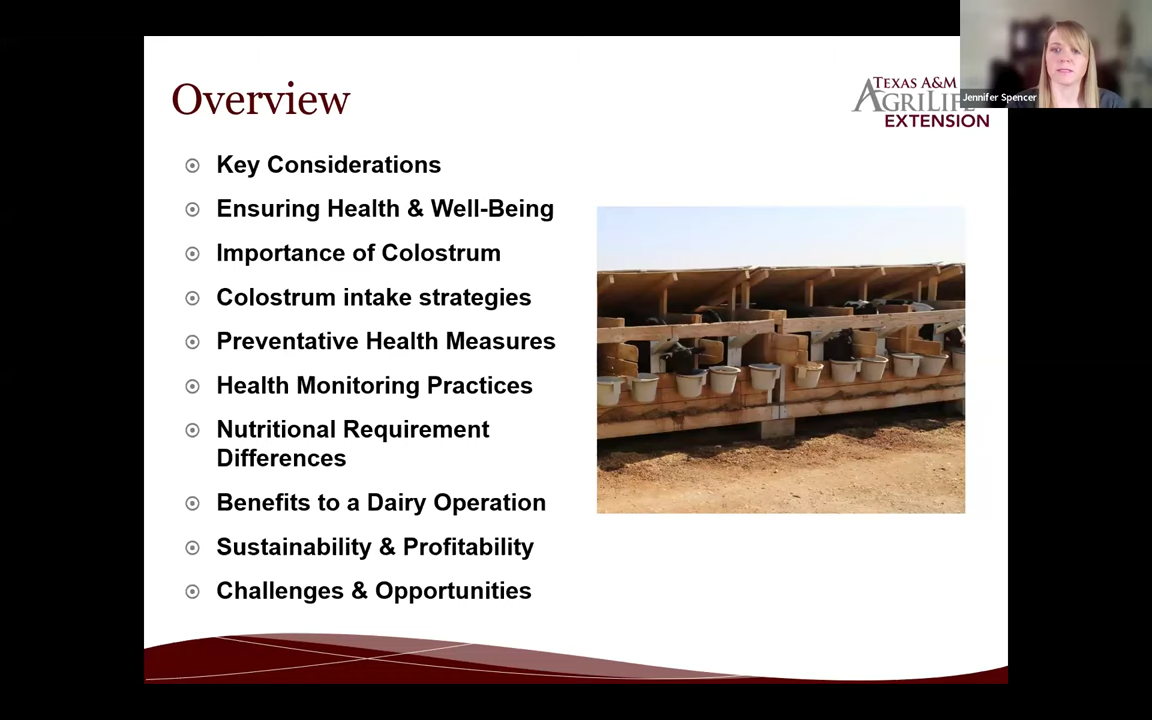 Overview
TEXAS A&M
AGRILIFE
EXTENSION
Jennifer Spencer
Key Considerations
Ensuring Health & Well-Being
Importance of Colostrum
Colostrum intake strategies
Preventative Health Measures
Health Monitoring Practices
Nutritional Requirement
Differences
Benefits to a Dairy Operation
Sustainability & Profitability
Challenges & Opportunities